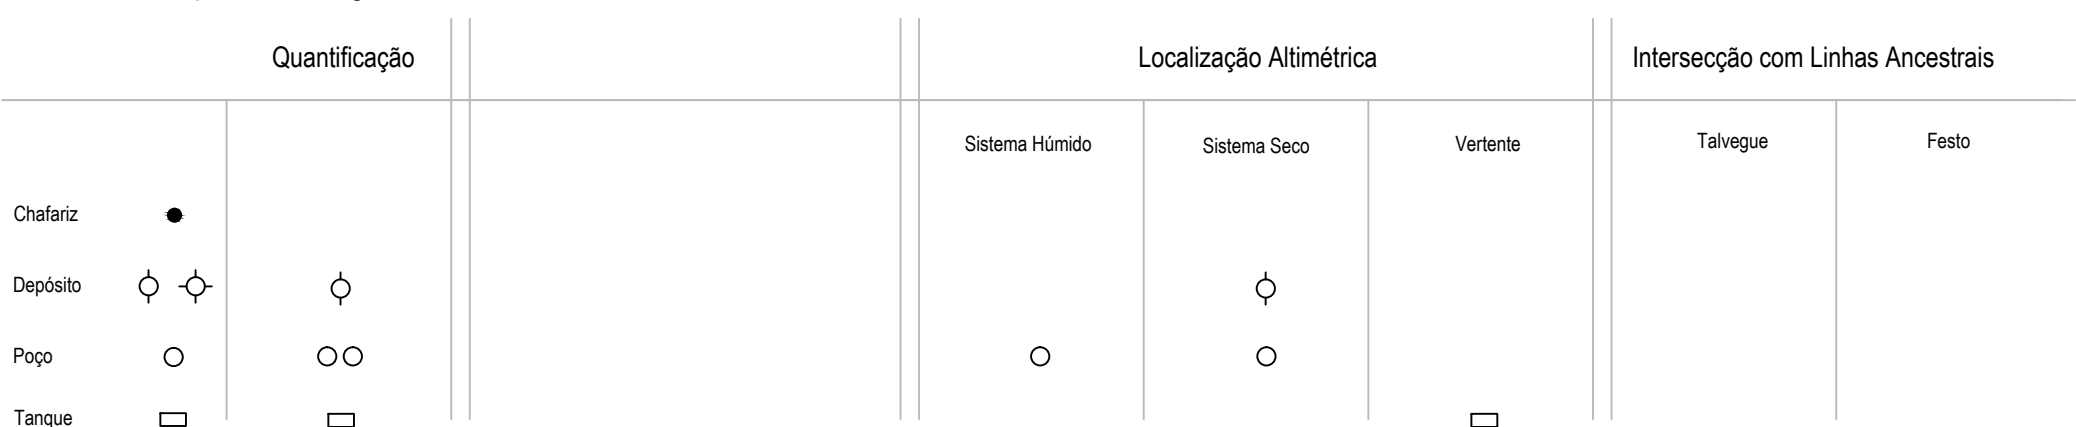 Quantificação Localização Altimétrica Intersecção com Linhas Ancestrais
Sistema Húmido Sistema Seco Vertente Talvegue Festo
Chafariz
Depósito
Poço
Tanque